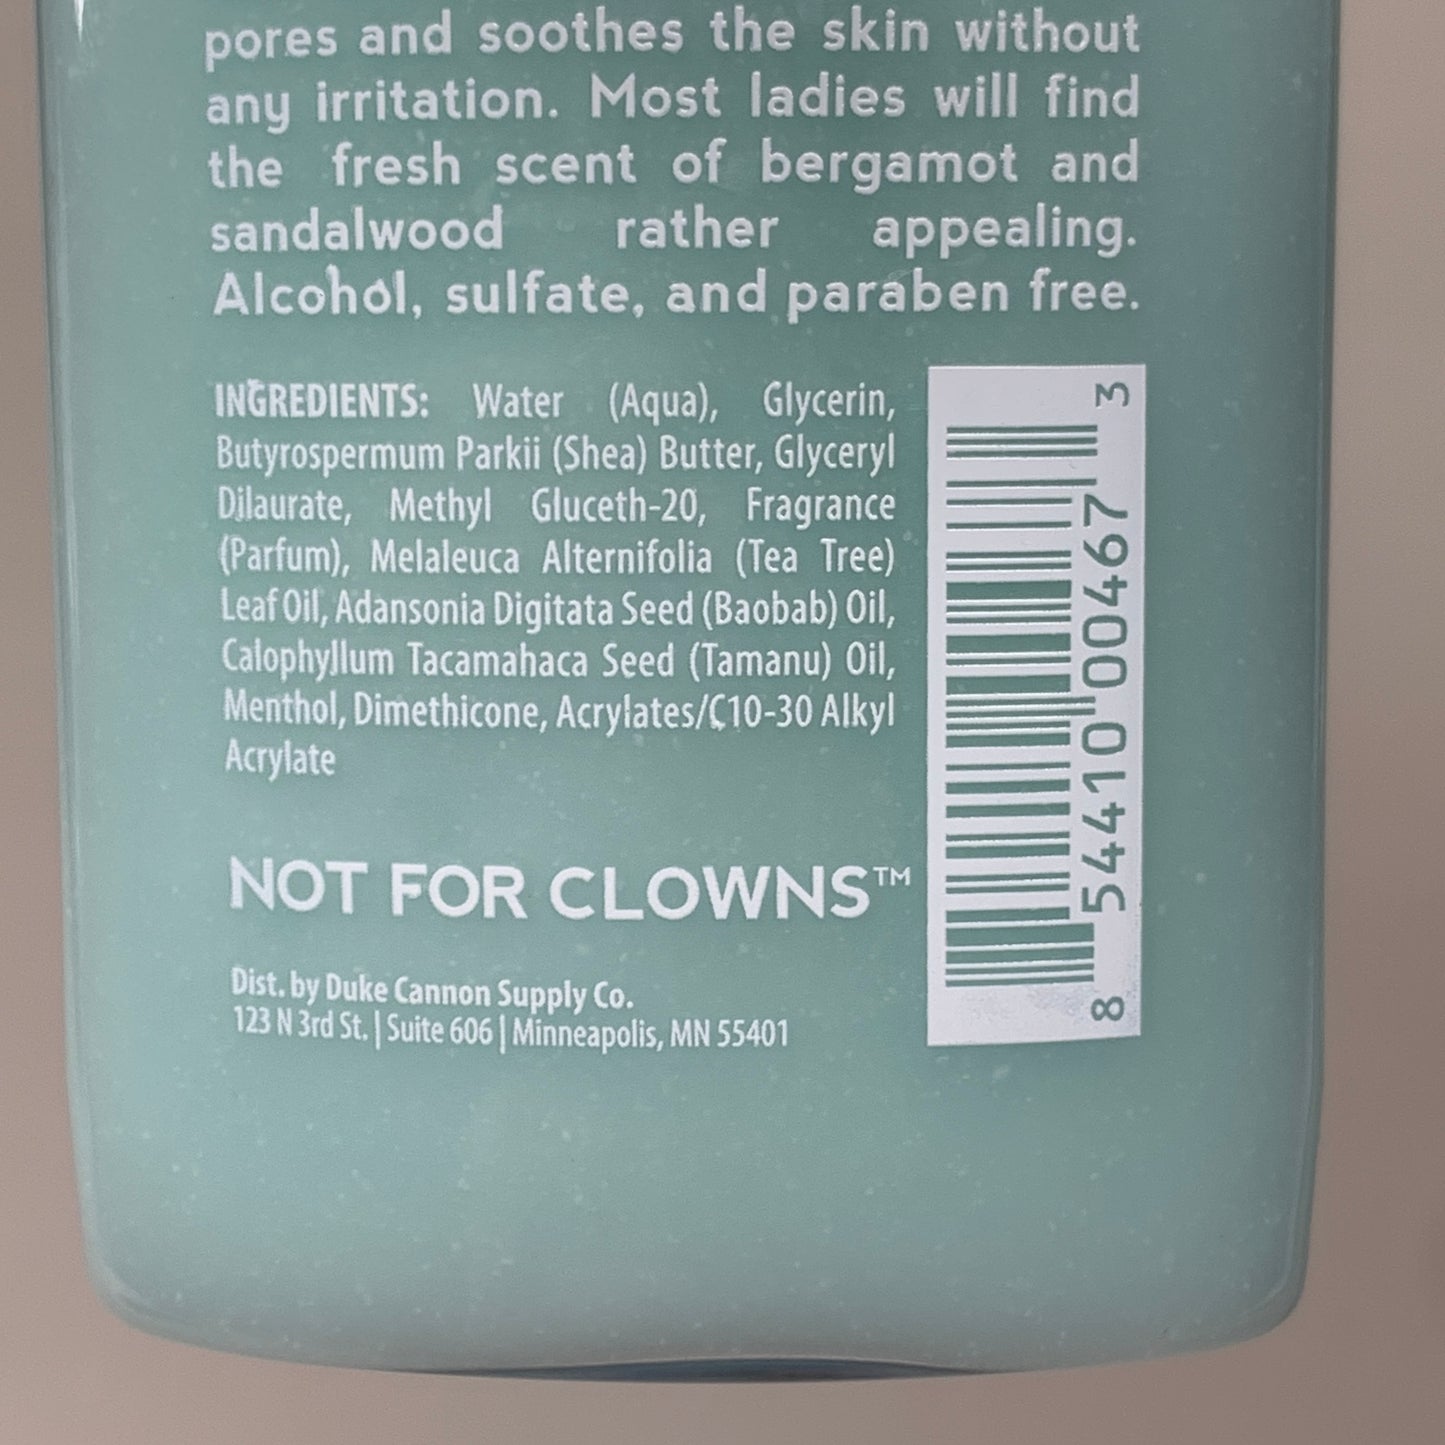 pores and soothes the skin without
any irritation. Most ladies will find
the fresh scent of bergamot and
sandalwood rather appealing.
Alcohol, sulfate, and paraben free.
INGREDIENTS: Water (Aqua), Glycerin,
Butyrospermum Parkii (Shea) Butter, Glyceryl
Dilaurate, Methyl Gluceth-20, Fragrance
(Parfum), Melaleuca Alternifolia (Tea Tree)
Leaf Oil, Adansonia Digitata Seed (Baobab) Oil,
Calophyllum Tacamahaca Seed (Tamanu) Oil,
Menthol, Dimethicone, Acrylates/C10-30 Alkyl
Acrylate
NOT FOR CLOWNS™
Dist. by Duke Cannon Supply Co.
123 N 3rd St. | Suite 606 | Minneapolis, MN 55401
8 54410 00467 3